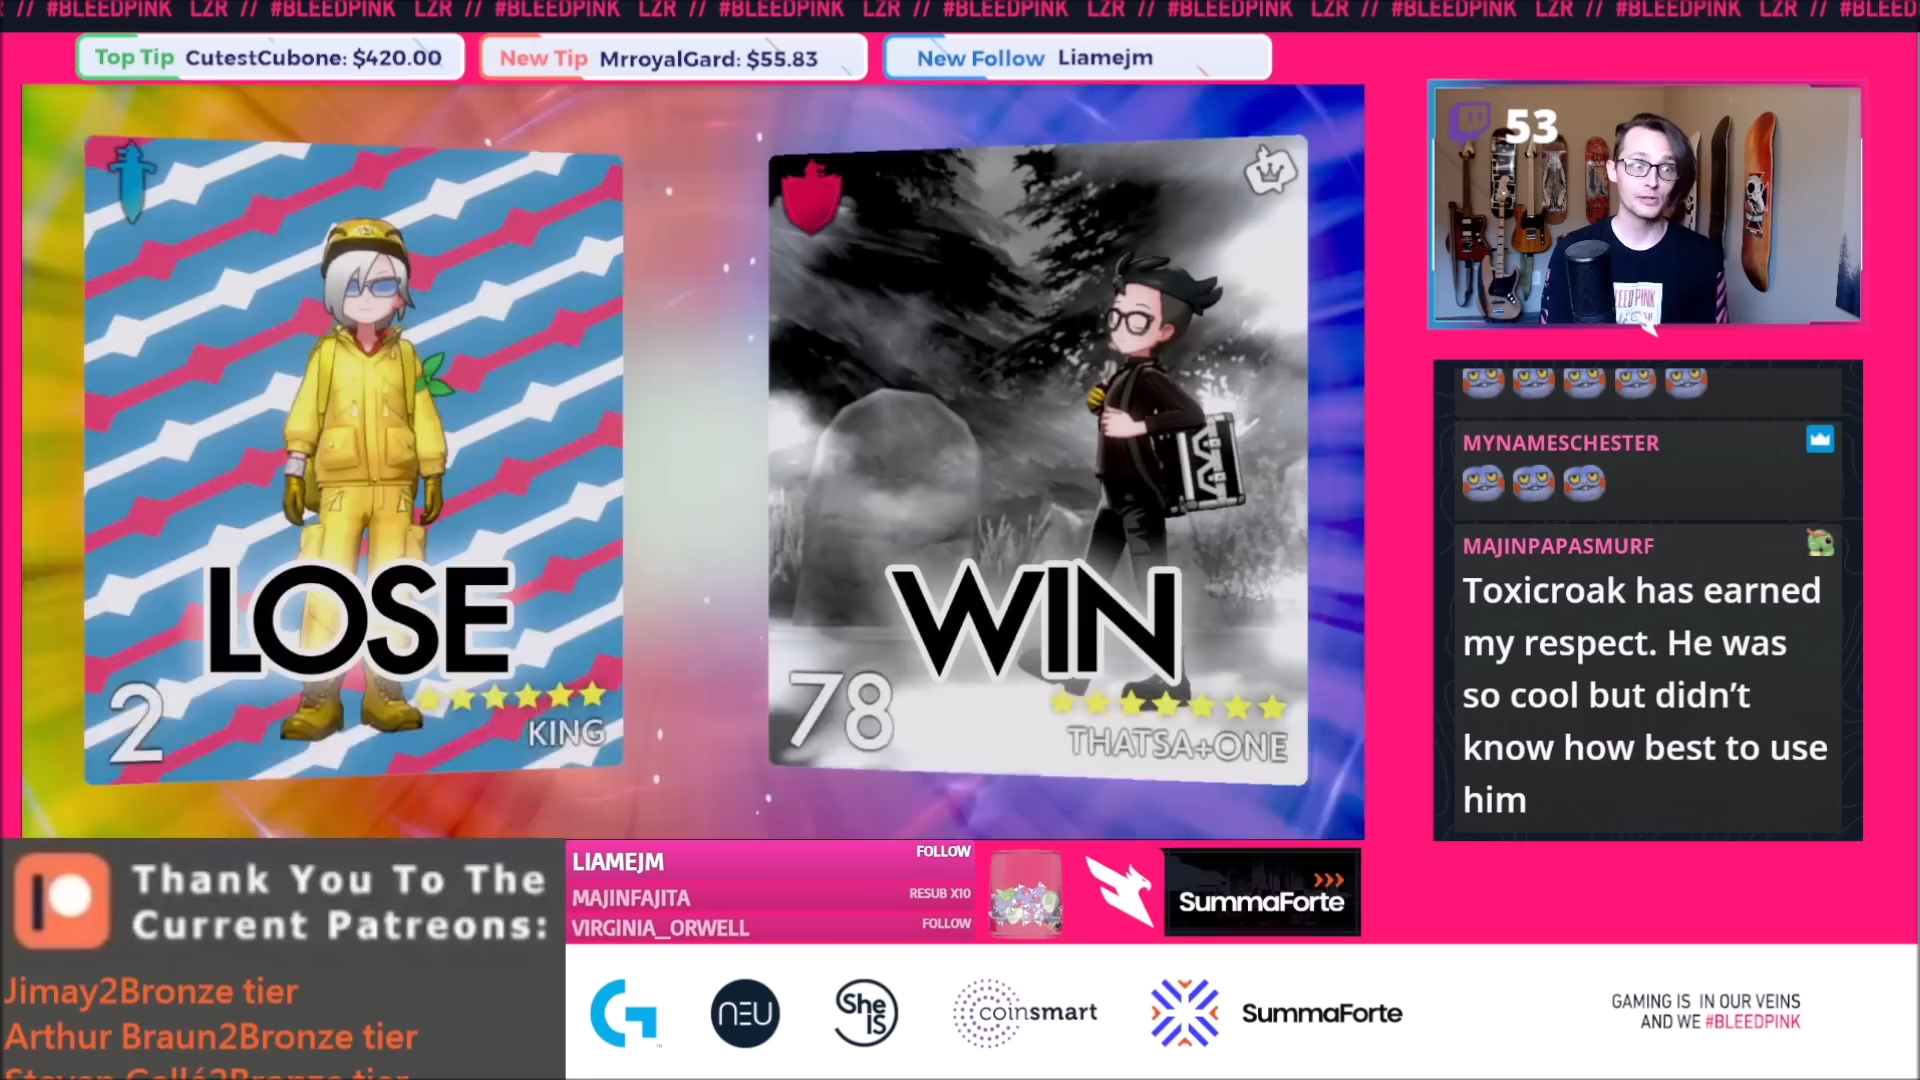 // #BLEEDPINK LZR // #BLEEDPINK LZR // #BLEEDPINK LZR // #BLEEDPINK LZR // #BLEEDPINK LZR // #BLEEDPINK LZR // #BLEEDPINK LZR // #BLEEDPINK LZR // #BLEED
Top Tip CutestCubone: $420.00
New Tip MrroyalGard: $55.83
New Follow Liamejm
53
LOSE
2
KING
WIN
78
THATSA+ONE
MYNAMESCHESTER
MAJINPAPASMURF
Toxicroak has earned
my respect. He was
so cool but didn't
know how best to use
him
Thank You To The
Current Patreons:
Jimay2Bronze tier
Arthur Braun2Bronze tier
LIAMEJM FOLLOW
MAJINFAJITA RESUB X10
VIRGINIA_ORWELL FOLLOW
SummaForte
G
NEU
She
IS
coinsmart
SummaForte
GAMING IS IN OUR VEINS
AND WE #BLEEDPINK